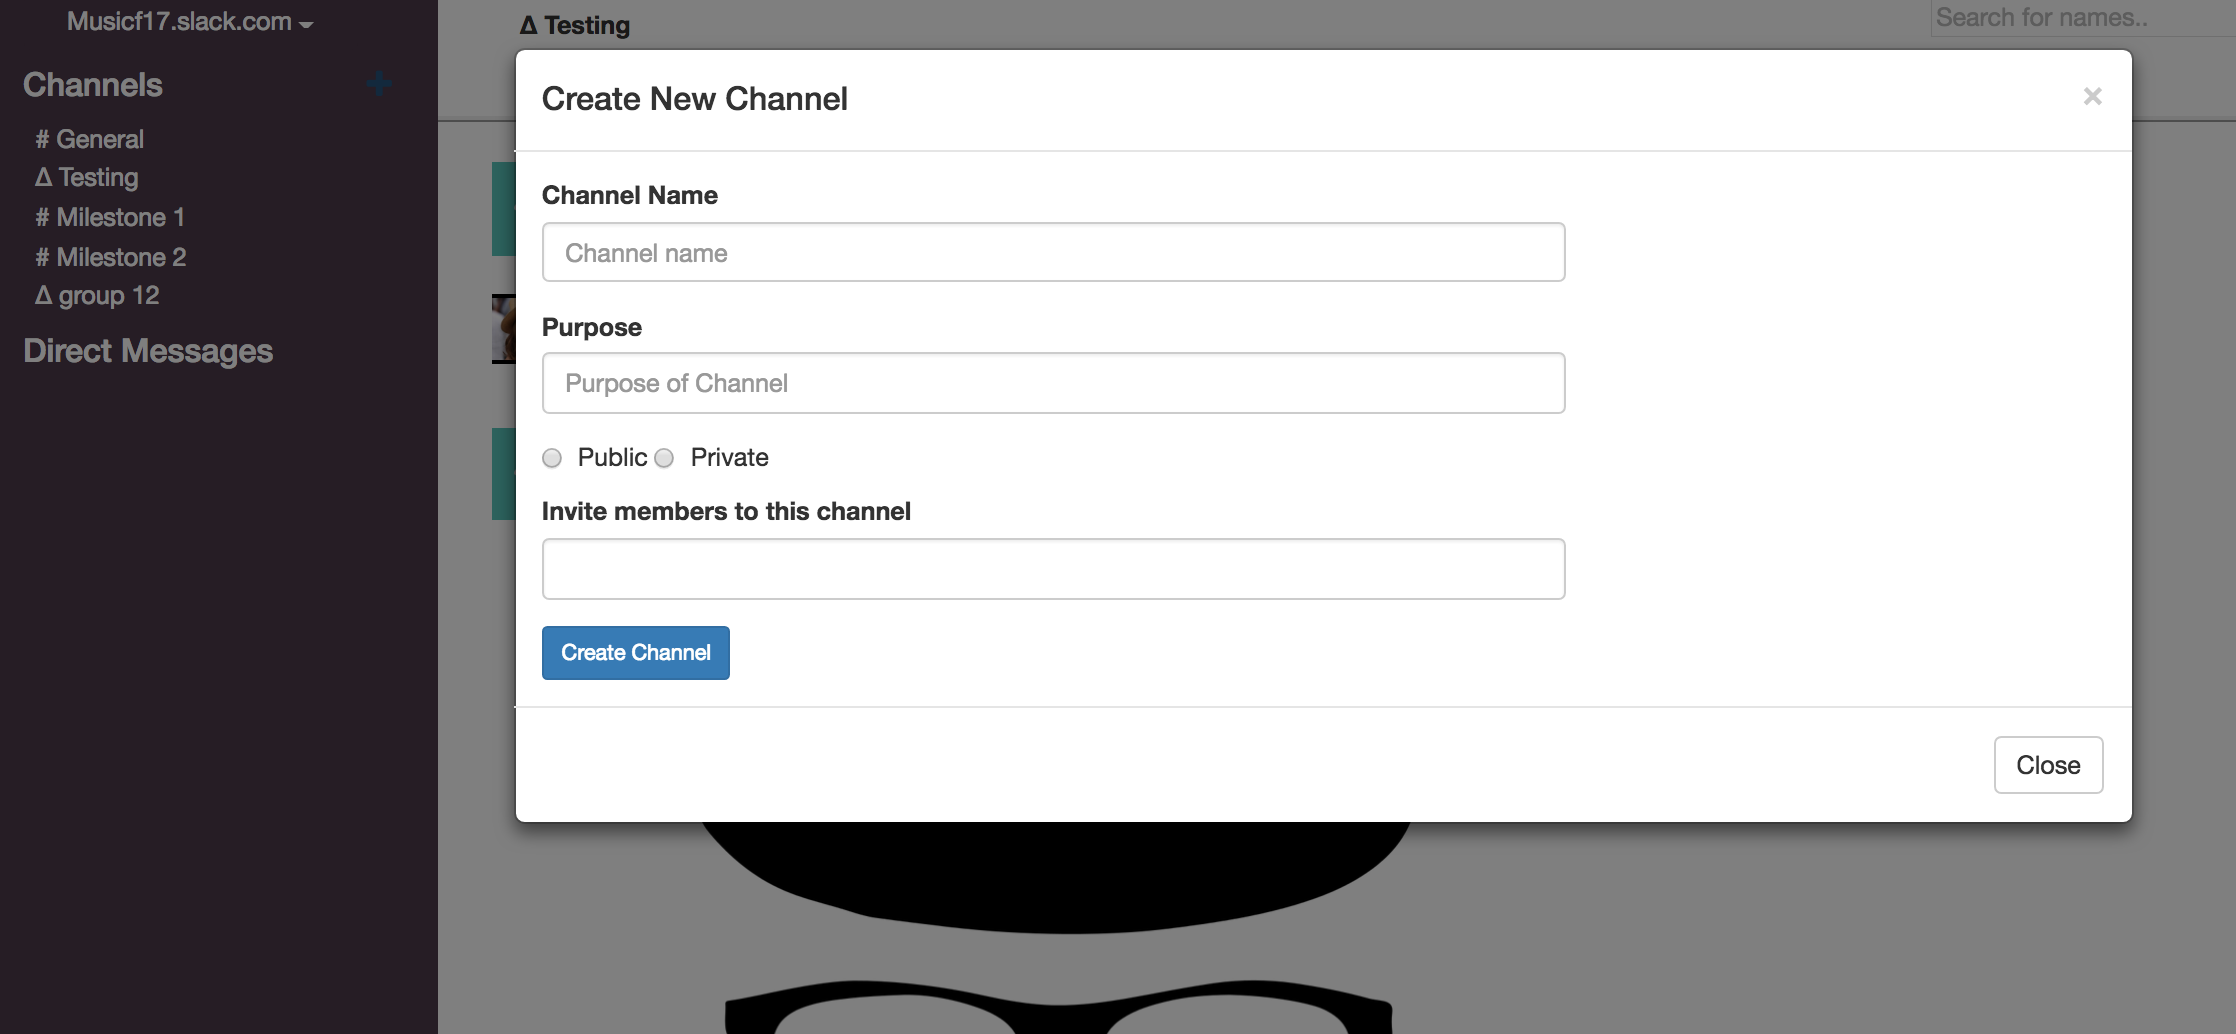 Musicf17.slack.com
Channels
# General
Δ Testing
# Milestone 1
# Milestone 2
Δ group 12
Direct Messages
Δ Testing
Search for names..
Create New Channel
×
Channel Name
Channel name
Purpose
Purpose of Channel
Public Private
Invite members to this channel
Create Channel
Close